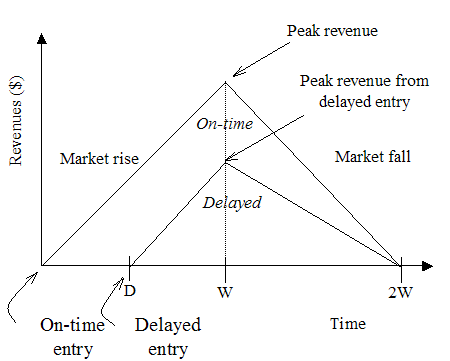 Peak revenue
Peak revenue from
delayed entry
Revenues ($)
On-time
Market rise
Market fall
Delayed
D
W
2W
On-time
entry
Delayed
entry
Time